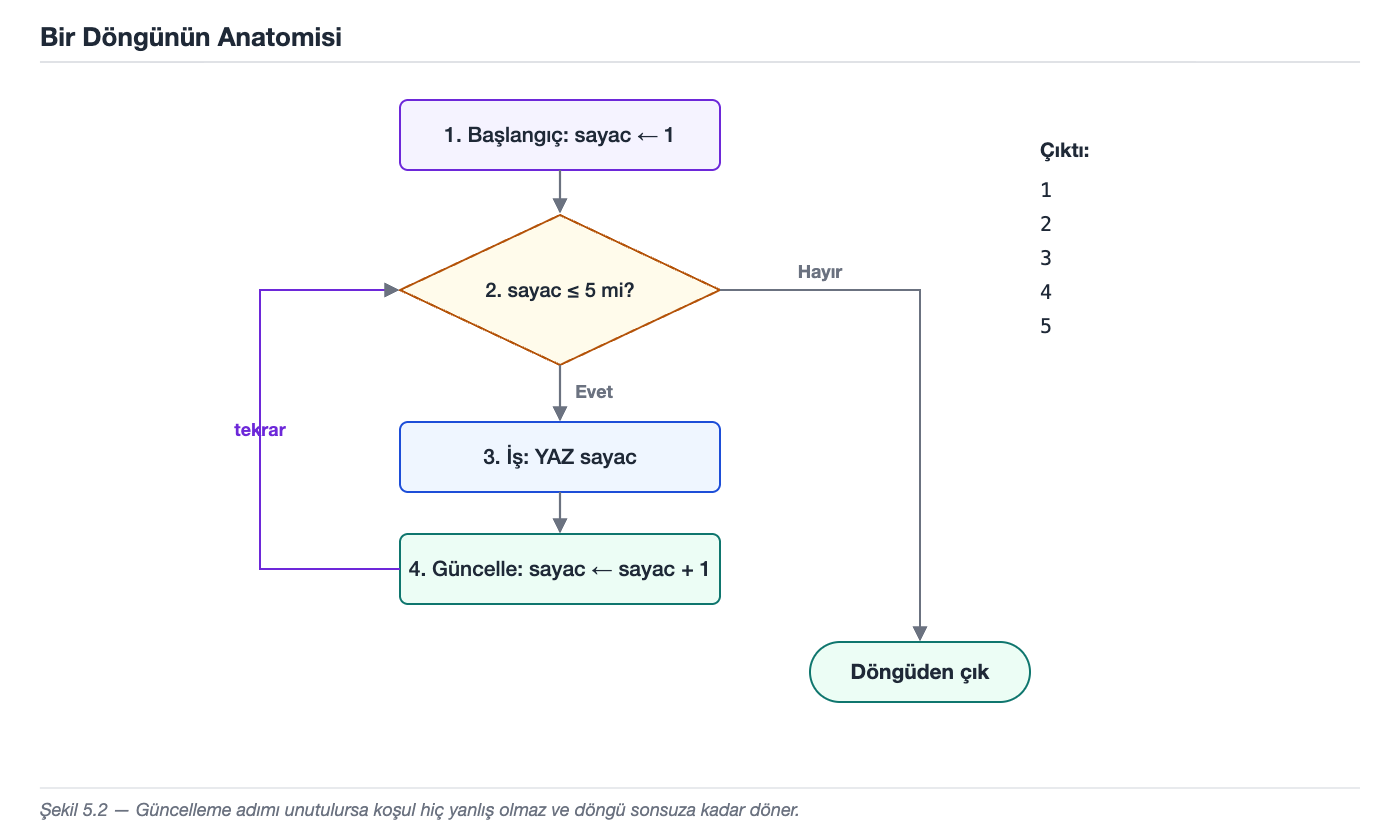 Bir Döngünün Anatomisi
1. Başlangıç: sayac ← 1
Çıktı:
1
2
3
4
5
2. sayac ≤ 5 mi?
Hayır
Evet
tekrar
3. İş: YAZ sayac
4. Güncelle: sayac ← sayac + 1
Döngüden çık
Şekil 5.2 — Güncelleme adımı unutulursa koşul hiç yanlış olmaz ve döngü sonsuza kadar döner.